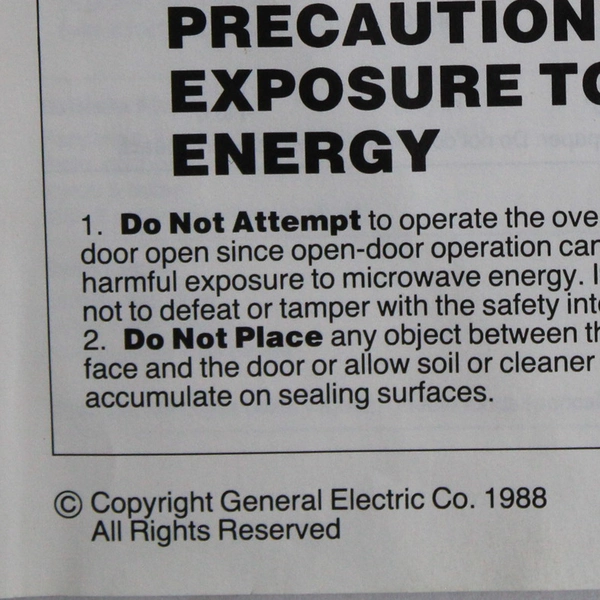 PRECAUTION
EXPOSURE TO
ENERGY
1. Do Not Attempt to operate the ove
door open since open-door operation can
harmful exposure to microwave energy. I
not to defeat or tamper with the safety int
2. Do Not Place any object between th
face and the door or allow soil or cleaner
accumulate on sealing surfaces.
© Copyright General Electric Co. 1988
All Rights Reserved